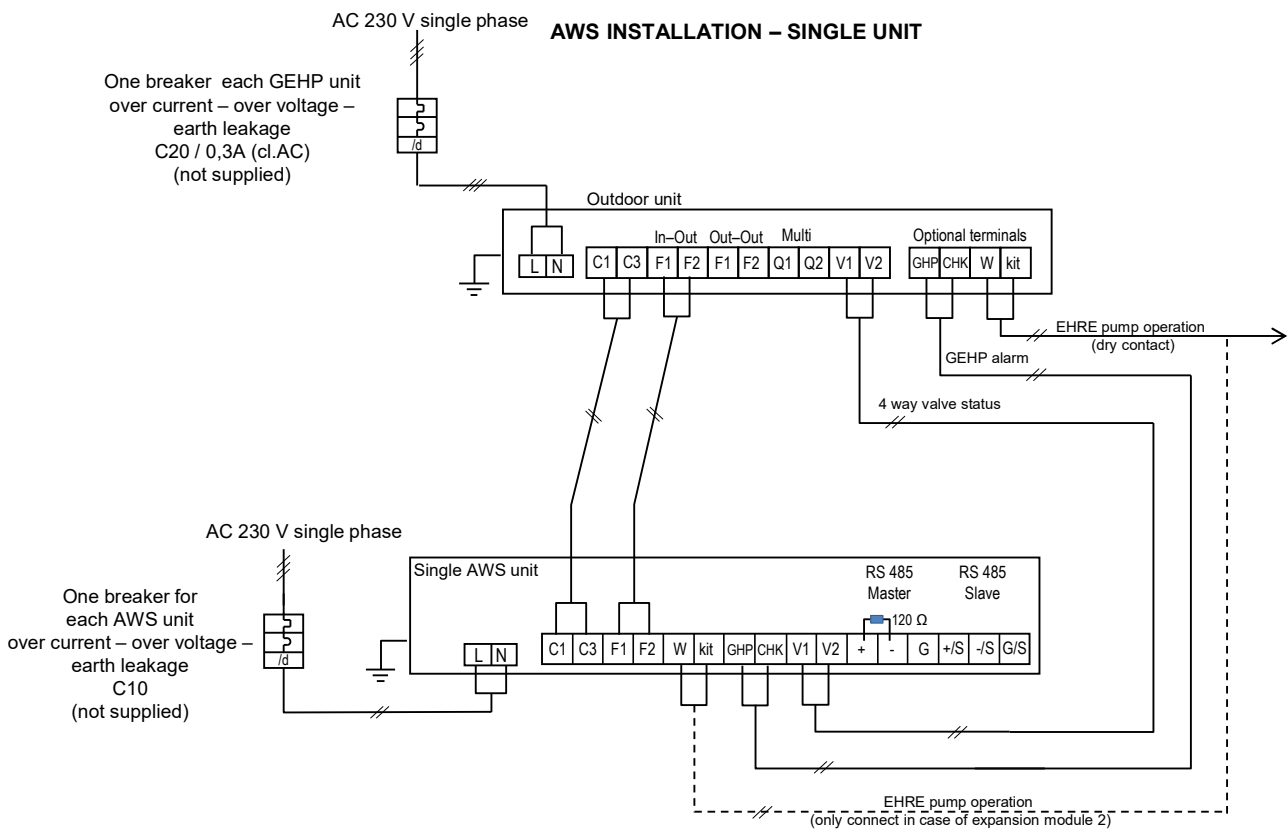 AC 230 V single phase
AWS INSTALLATION – SINGLE UNIT
One breaker each GEHP unit
over current – over voltage –
earth leakage
C20 / 0,3A (cl.AC)
(not supplied)
/d
Outdoor unit
In–Out Out–Out Multi Optional terminals
L N C1 C3 F1 F2 F1 F2 Q1 Q2 V1 V2 GHP CHK W kit
EHRE pump operation
(dry contact)
GEHP alarm
4 way valve status
AC 230 V single phase
One breaker for
each AWS unit
over current – over voltage –
earth leakage
C10
(not supplied)
/d
Single AWS unit
RS 485 RS 485
Master Slave
120 Ω
L N C1 C3 F1 F2 W kit GHP CHK V1 V2 + - G +/S -/S G/S
EHRE pump operation
(only connect in case of expansion module 2)